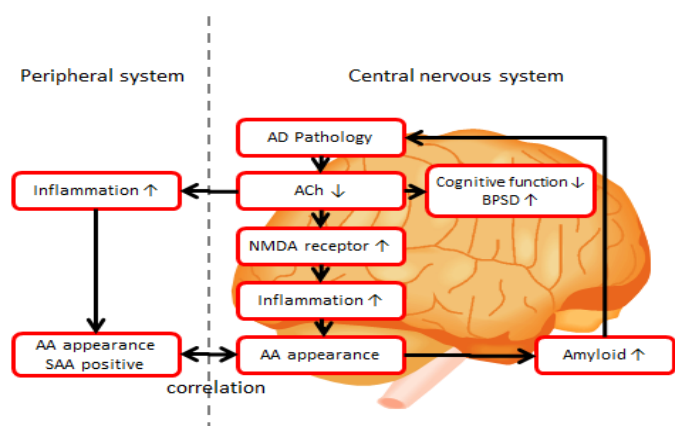 Peripheral system
Central nervous system
AD Pathology
Inflammation ↑
ACh ↓
Cognitive function ↓
BPSD ↑
NMDA receptor ↑
Inflammation ↑
AA appearance
SAA positive
AA appearance
Amyloid ↑
correlation